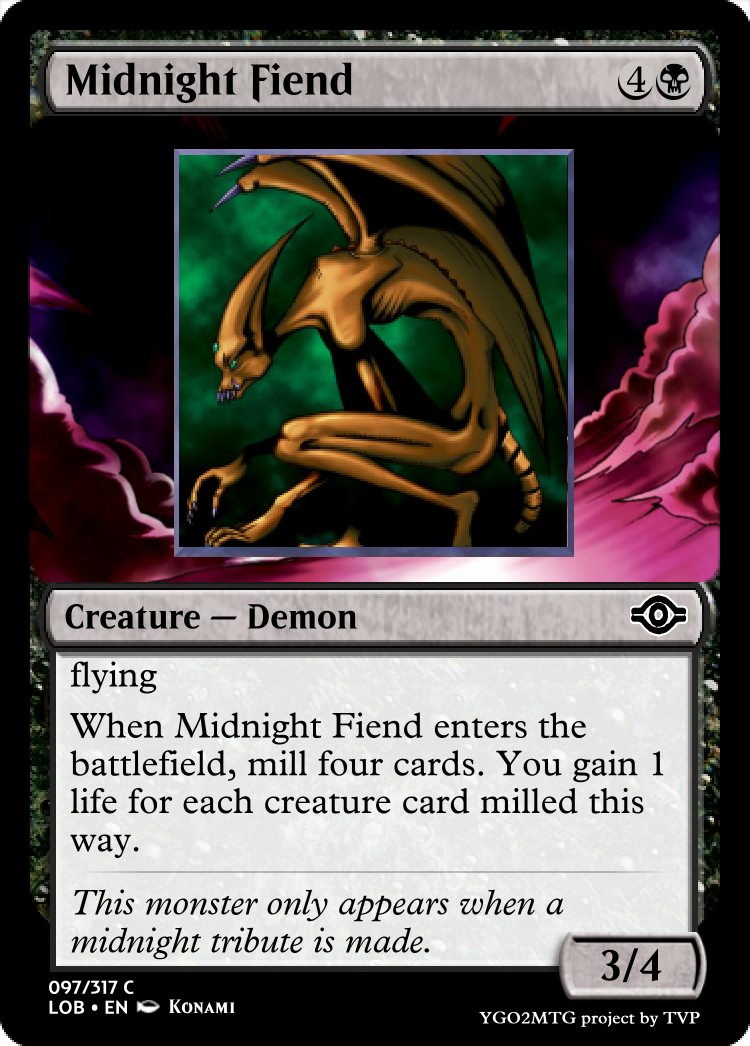 Midnight Fiend 4
Creature — Demon
flying
When Midnight Fiend enters the
battlefield, mill four cards. You gain 1
life for each creature card milled this
way.
This monster only appears when a
midnight tribute is made.
3/4
097/317 C
LOB • EN Konami
YGO2MTG project by TVP